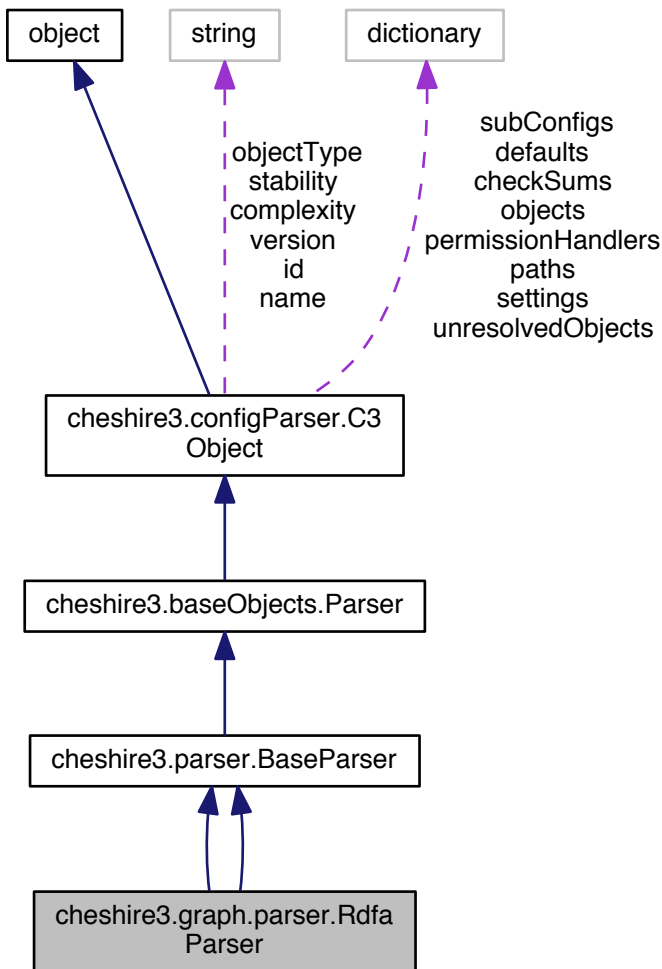 object
string
dictionary
objectType
stability
complexity
version
id
name
subConfigs
defaults
checkSums
objects
permissionHandlers
paths
settings
unresolvedObjects
cheshire3.configParser.C3
Object
cheshire3.baseObjects.Parser
cheshire3.parser.BaseParser
cheshire3.graph.parser.Rdfa
Parser